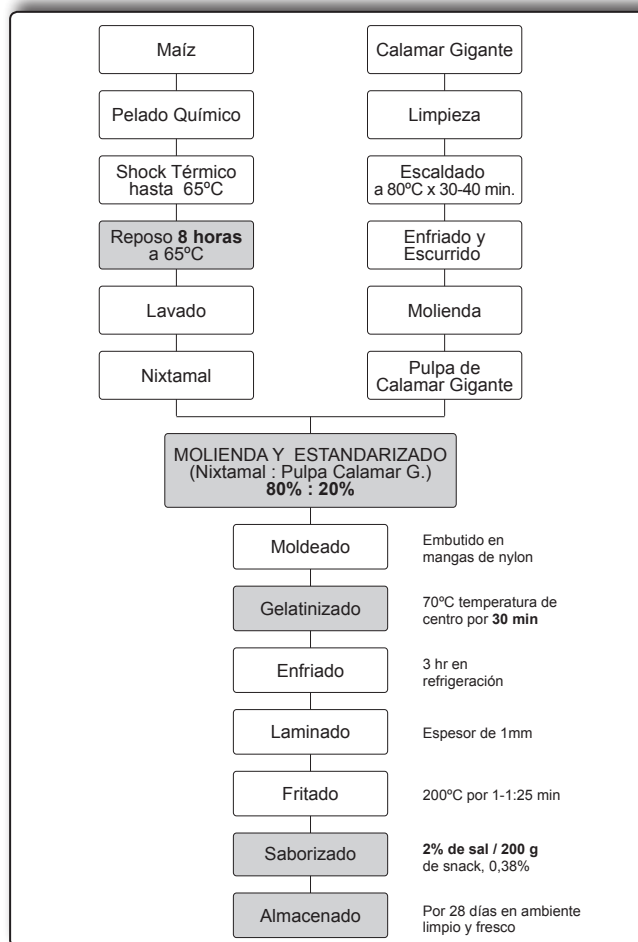 Maíz
Pelado Químico
Shock Térmico
hasta 65ºC
Reposo 8 horas
a 65ºC
Lavado
Nixtamal
Calamar Gigante
Limpieza
Escaldado
a 80ºC x 30-40 min.
Enfriado y
Escurrido
Molienda
Pulpa de
Calamar Gigante
MOLIENDA Y ESTANDARIZADO
(Nixtamal : Pulpa Calamar G.)
80% : 20%
Moldeado
Embutido en
mangas de nylon
Gelatinizado
70ºC temperatura de
centro por 30 min
Enfriado
3 hr en
refrigeración
Laminado
Espesor de 1mm
Fritado
200ºC por 1-1:25 min
Saborizado
2% de sal / 200 g
de snack, 0,38%
Almacenado
Por 28 días en ambiente
limpio y fresco